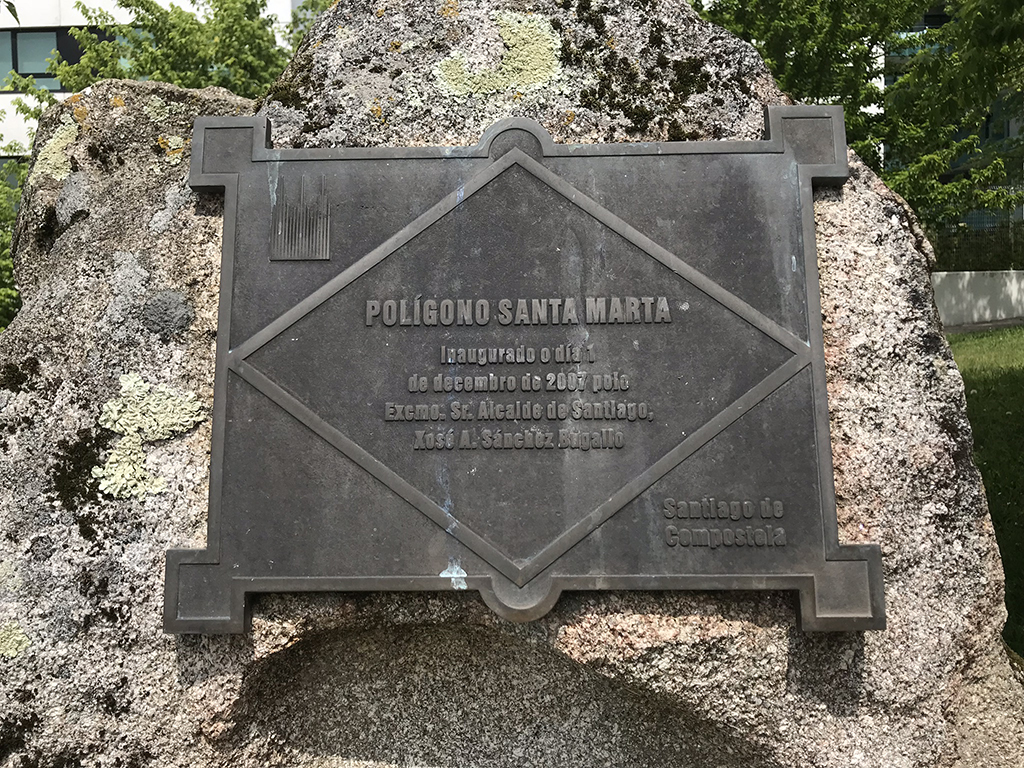 POLÍGONO SANTA MARTA
Inaugurado o día 1
de decembro de 2007 polo
Excmo. Sr. Alcalde de Santiago,
Xosé A. Sánchez Bugallo
Santiago de
Compostela